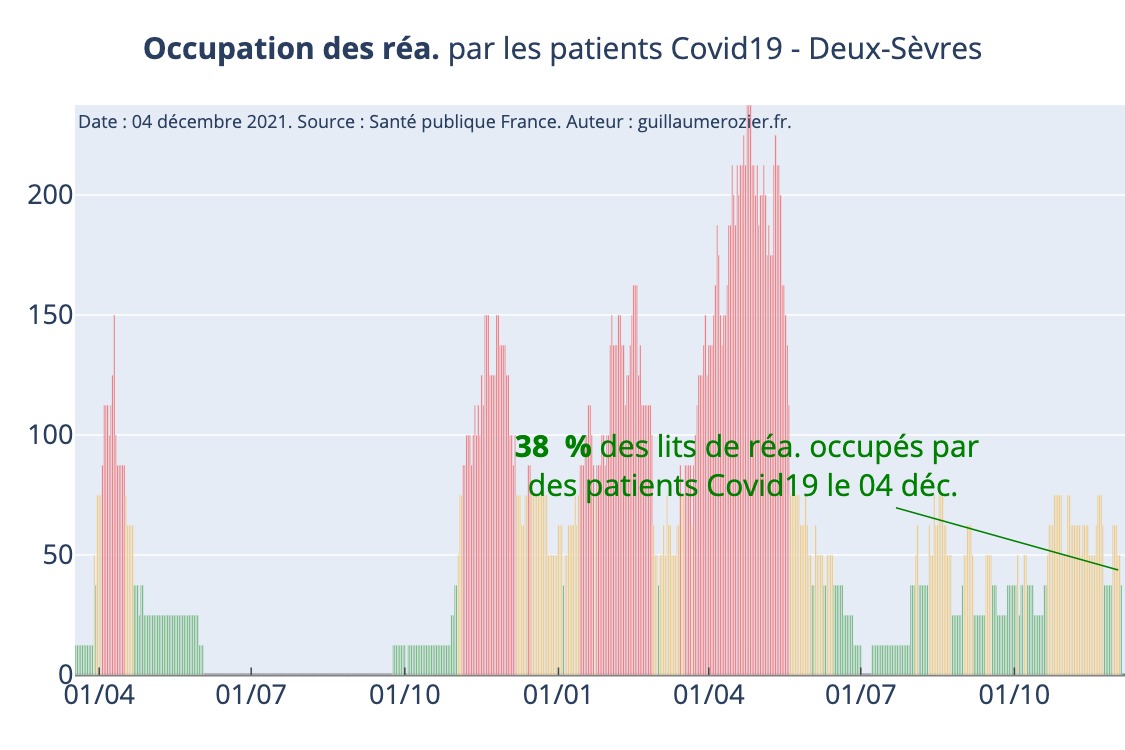 Occupation des réa. par les patients Covid19 - Deux-Sèvres
Date : 04 décembre 2021. Source : Santé publique France. Auteur : guillaumerozier.fr.
200
150
100
38  % des lits de réa. occupés par
des patients Covid19 le 04 déc.
50
0
01/04 01/07 01/10 01/01 01/04 01/07 01/10